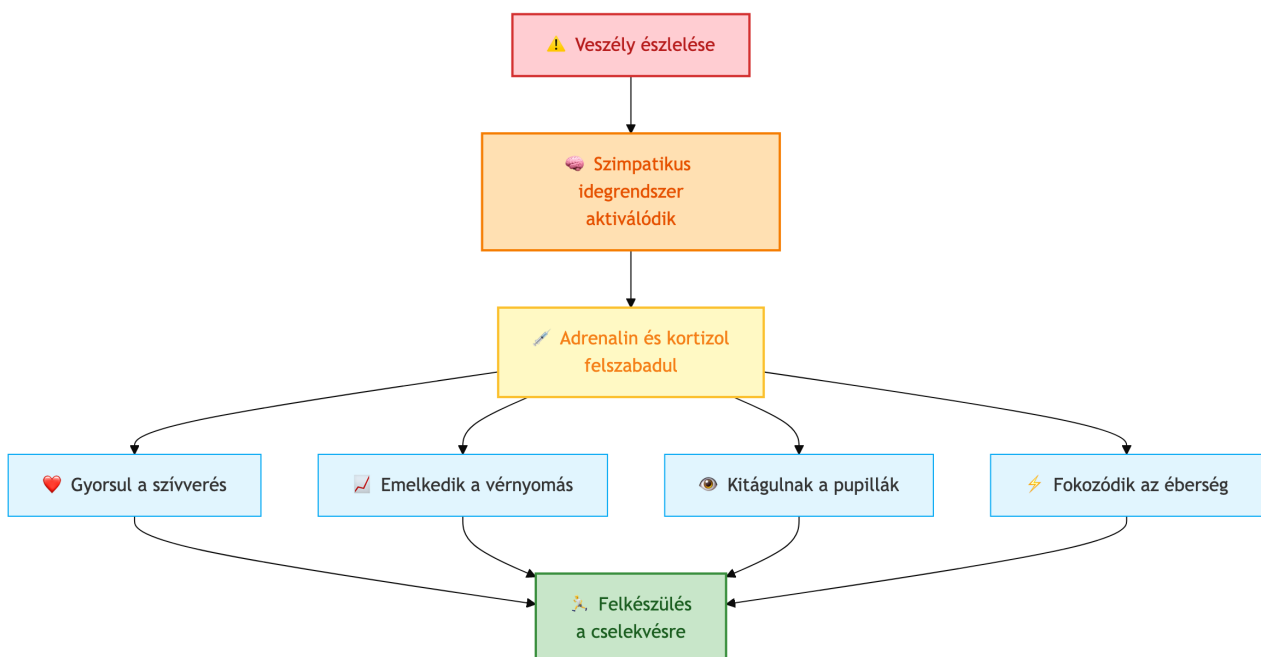 ⚠️ Veszély észlelése
🧠 Szimpatikus
idegrendszer
aktiválódik
💉 Adrenalin és kortizol
felszabadul
❤️ Gyorsul a szívverés
📈 Emelkedik a vérnyomás
👁️ Kitágulnak a pupillák
⚡ Fokozódik az éberség
🏃 Felkészülés
a cselekvésre